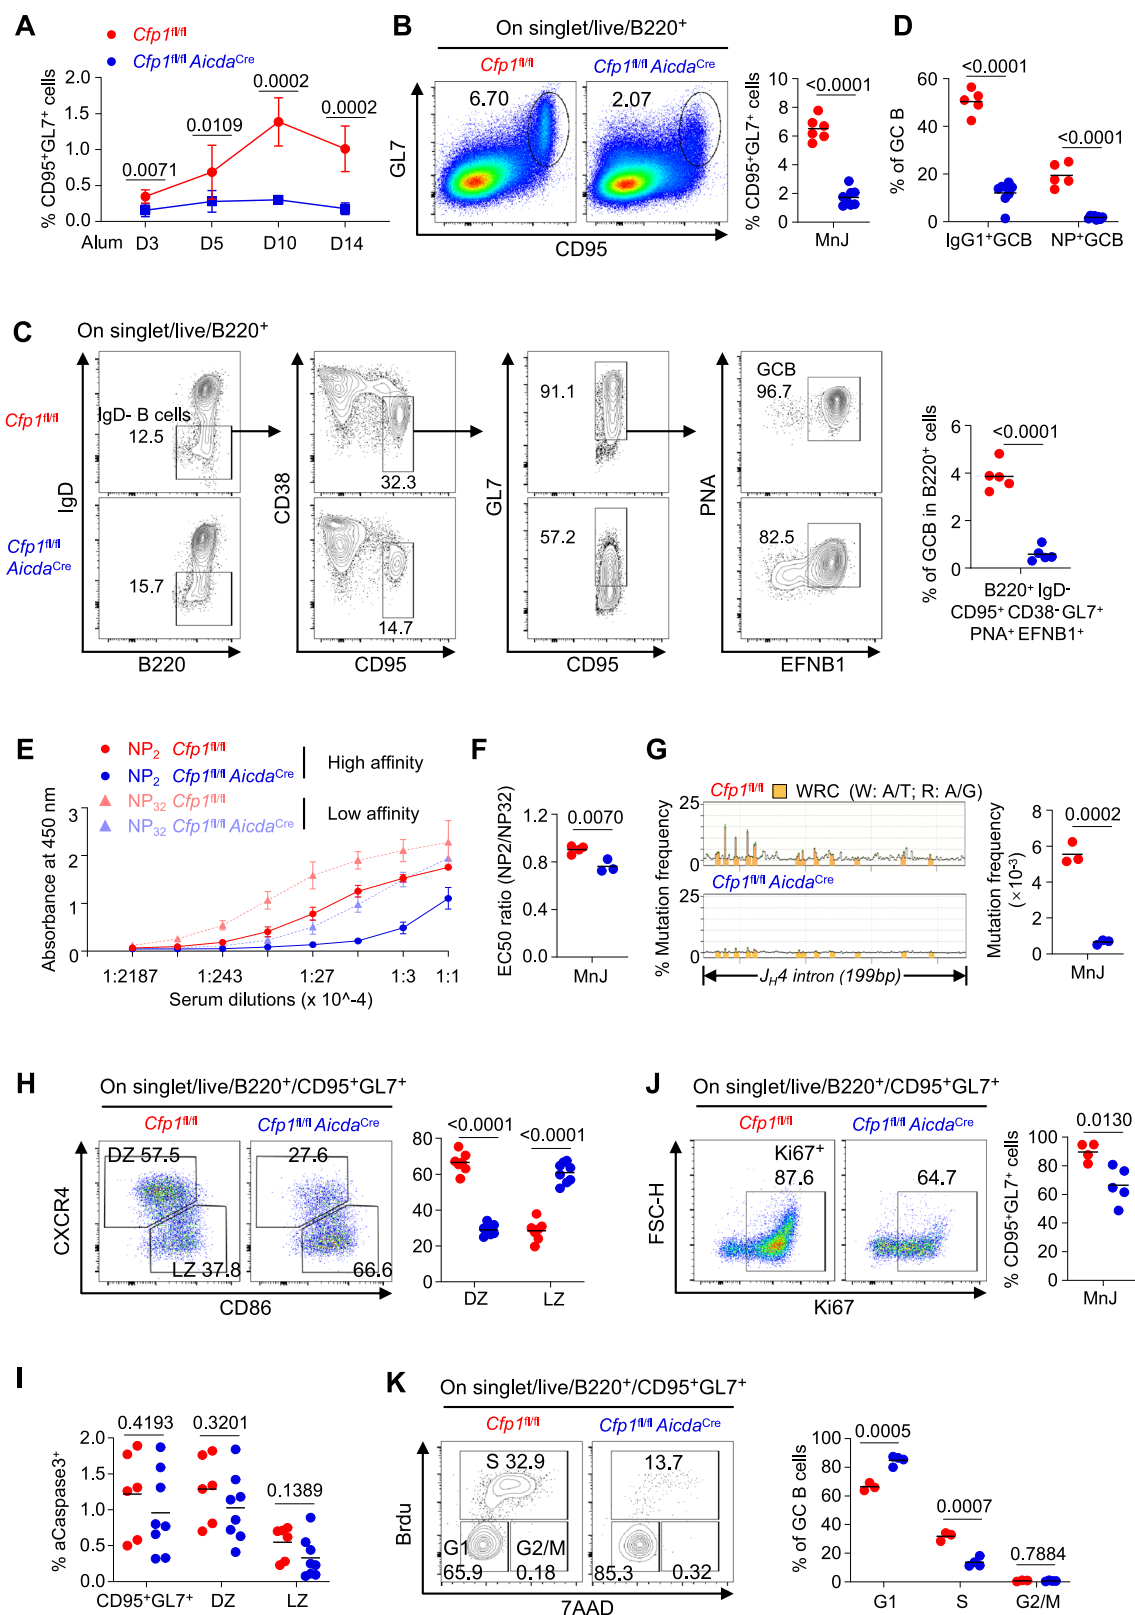 A
Cfp1fl/fl
Cfp1fl/fl AicdaCre
% CD95+GL7+ cells
2.0
1.5
1.0
0.5
0.0
0.0071
0.0109
0.0002
0.0002
Alum
D3
D5
D10
D14
B
On singlet/live/B220+
Cfp1fl/fl
Cfp1fl/fl AicdaCre
6.70
2.07
GL7
CD95
% CD95+GL7+ cells
<0.0001
10
8
6
4
2
0
MnJ
D
% of GC B
60
40
20
0
<0.0001
<0.0001
IgG1+GCB
NP+GCB
C
On singlet/live/B220+
Cfp1fl/fl
Cfp1fl/fl
AicdaCre
IgD- B cells
12.5
15.7
IgD
B220
32.3
14.7
CD38
CD95
91.1
57.2
GL7
CD95
GCB
96.7
82.5
PNA
EFNB1
% of GCB in B220+ cells
6
4
2
0
<0.0001
B220+ IgD-
CD95+ CD38-GL7+
PNA+ EFNB1+
E
NP2 Cfp1fl/fl
NP2 Cfp1fl/fl AicdaCre
High affinity
NP32 Cfp1fl/fl
NP32 Cfp1fl/fl AicdaCre
Low affinity
Absorbance at 450 nm
3
2
1
0
1:2187
1:243
1:27
1:3
1:1
Serum dilutions (x 10^-4)
F
EC50 ratio (NP2/NP32)
1.2
0.9
0.6
0.3
0.0
0.0070
MnJ
G
Cfp1fl/fl
WRC (W: A/T; R: A/G)
25
0
Cfp1fl/fl AicdaCre
25
0
% Mutation frequency
JH4 intron (199bp)
Mutation frequency
(×10-3)
8
6
4
2
0
0.0002
MnJ
H
On singlet/live/B220+/CD95+GL7+
Cfp1fl/fl
Cfp1fl/fl AicdaCre
DZ 57.5
27.6
LZ 37.8
66.6
CXCR4
CD86
<0.0001
<0.0001
80
60
40
20
0
DZ
LZ
J
On singlet/live/B220+/CD95+GL7+
Cfp1fl/fl
Cfp1fl/fl AicdaCre
Ki67+
87.6
64.7
FSC-H
Ki67
% CD95+GL7+ cells
100
80
60
40
20
0
0.0130
MnJ
I
% aCaspase3+
2.0
1.5
1.0
0.5
0.0
0.4193
0.3201
0.1389
CD95+GL7+
DZ
LZ
K
On singlet/live/B220+/CD95+GL7+
Cfp1fl/fl
Cfp1fl/fl AicdaCre
S 32.9
13.7
G1
65.9
G2/M
0.18
85.3
0.32
Brdu
7AAD
% of GC B cells
100
80
60
40
20
0
0.0005
0.0007
0.7884
G1
S
G2/M